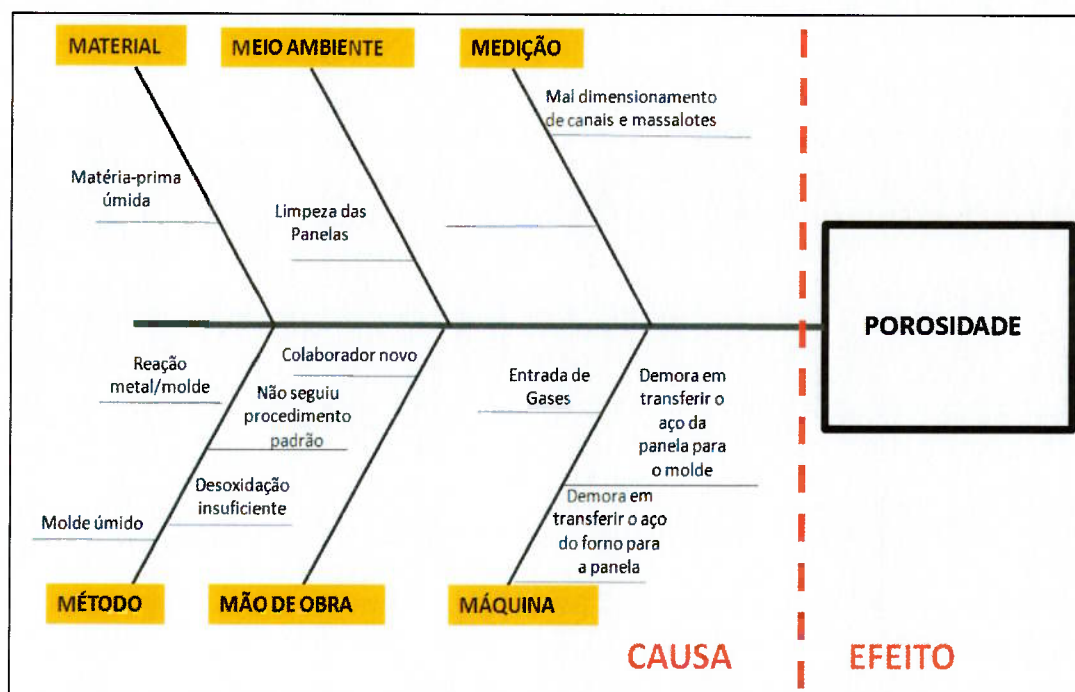 MATERIAL
MEIO AMBIENTE
MEDIÇÃO
Mal dimensionamento
de canais e massalotes
Matéria-prima
úmida
Limpeza das
Panelas
POROSIDADE
Reação
metal/molde
Colaborador novo
Não seguiu
procedimento
padrão
Entrada de
Gases
Demora em
transferir o
aço da
panela para
o molde
Desoxidação
insuficiente
Molde úmido
Demora em
transferir o aço
do forno para
a panela
MÉTODO
MÃO DE OBRA
MÁQUINA
CAUSA
EFEITO